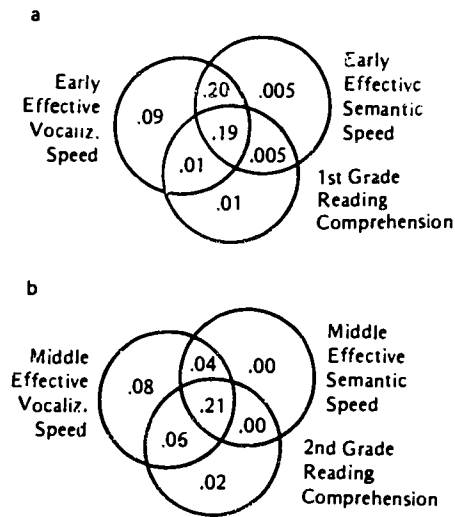 a
Early
Effective
Vocaliz.
Speed
.09
.20
.005
.19
.01
.005
.01
Early
Effective
Semantic
Speed
1st Grade
Reading
Comprehension
b
Middle
Effective
Vocaliz.
Speed
.08
.04
.00
.21
.06
.00
.02
Middle
Effective
Semantic
Speed
2nd Grade
Reading
Comprehension